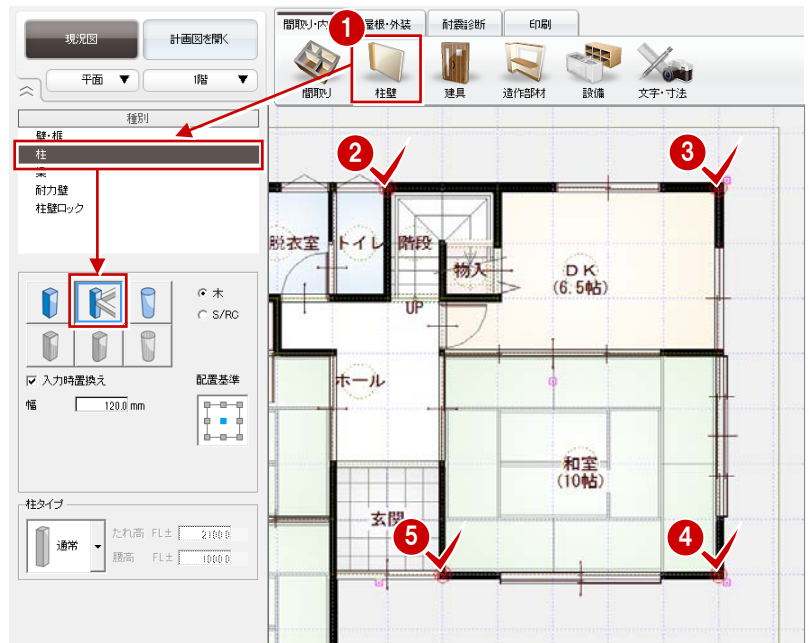 現況図
計画図を開く
平面 ▼
1階 ▼
間取り・内
1
屋根・外装
耐震診断
印刷
間取り
柱壁
建具
造作部材
設備
文字・寸法
種別
壁・框
柱
梁
耐力壁
柱壁ロック
木
S/RC
入力時置換え
配置基準
幅
120.0 mm
柱タイプ
通常
たれ高 FL±
2100.0
腰高 FL±
1000.0
2
3
脱衣室
トイレ
階段
物入
DK
(6.5帖)
UP
ホール
和室
(10帖)
玄関
5
4